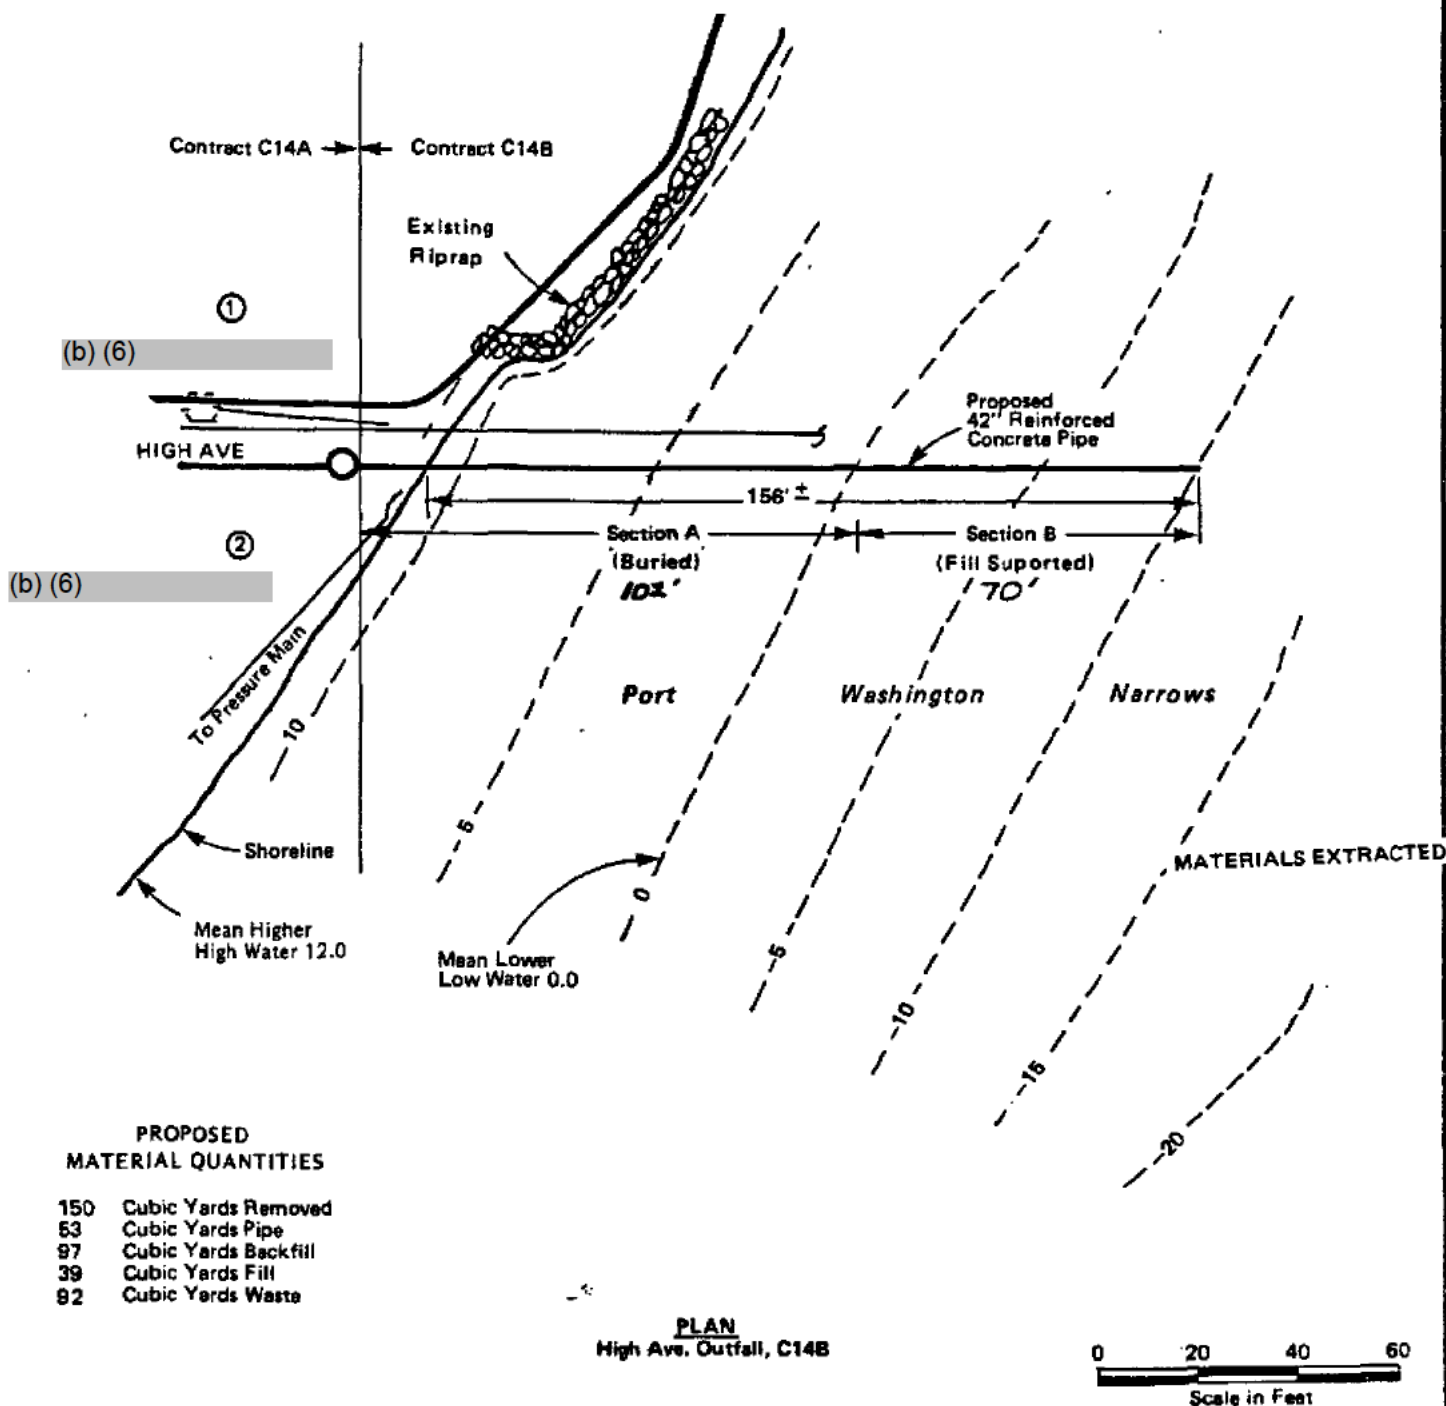 Contract C14A
Contract C14B
Existing
Riprap
1
(b) (6)
HIGH AVE
Proposed
42" Reinforced
Concrete Pipe
156' ±
Section A
(Buried)
Section B
(Fill Suported)
70'
2
(b) (6)
To Pressure Main
Port Washington Narrows
10
5
0
-5
-10
-15
-20
Shoreline
Mean Higher
High Water 12.0
Mean Lower
Low Water 0.0
MATERIALS EXTRACTED
PROPOSED
MATERIAL QUANTITIES
150 Cubic Yards Removed
53 Cubic Yards Pipe
97 Cubic Yards Backfill
39 Cubic Yards Fill
92 Cubic Yards Waste
PLAN
High Ave. Outfall, C14B
0 20 40 60
Scale in Feet